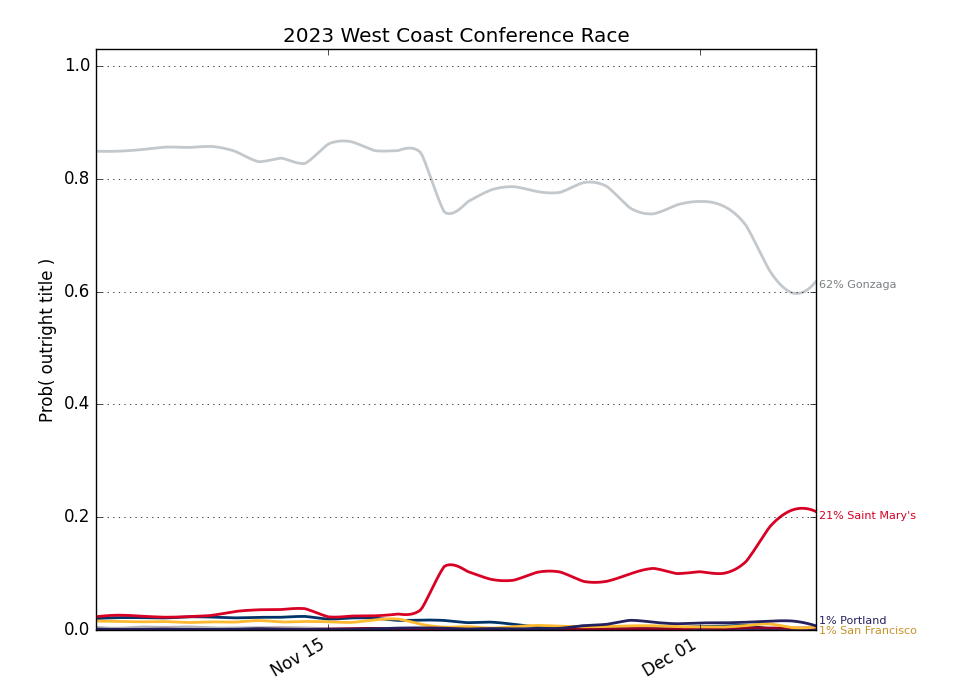 2023 West Coast Conference Race
1.0
0.8
0.6
0.4
0.2
0.0
Prob( outright title )
Nov 15
Dec 01
62% Gonzaga
21% Saint Mary's
1% Portland
1% San Francisco